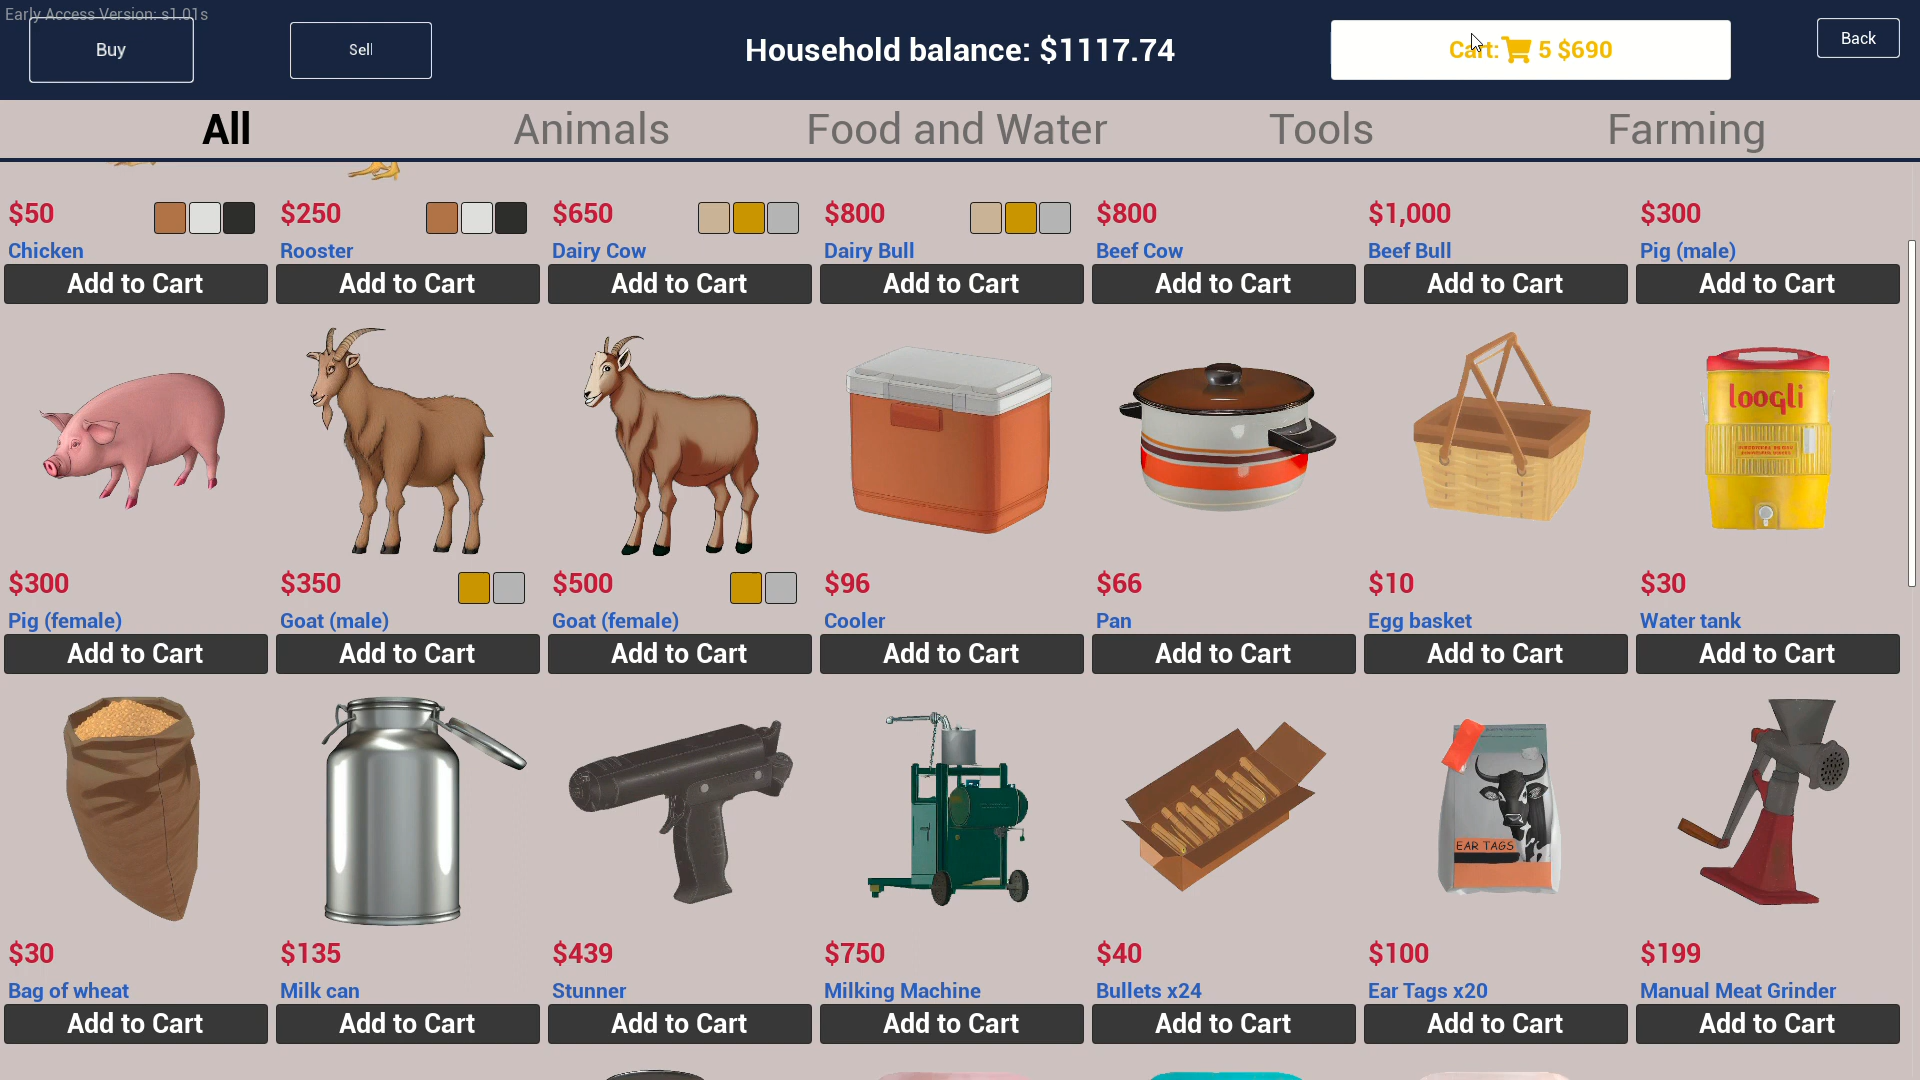 Early Access Version: s1.01s
Buy
Sell
Household balance: $1117.74
Cart: 5 $690
Back
All
Animals
Food and Water
Tools
Farming
$50
$250
$650
$800
$800
$1,000
$300
Chicken
Rooster
Dairy Cow
Dairy Bull
Beef Cow
Beef Bull
Pig (male)
Add to Cart
Add to Cart
Add to Cart
Add to Cart
Add to Cart
Add to Cart
Add to Cart
loogli
$300
$350
$500
$96
$66
$10
$30
Pig (female)
Goat (male)
Goat (female)
Cooler
Pan
Egg basket
Water tank
Add to Cart
Add to Cart
Add to Cart
Add to Cart
Add to Cart
Add to Cart
Add to Cart
EAR TAGS
$30
$135
$439
$750
$40
$100
$199
Bag of wheat
Milk can
Stunner
Milking Machine
Bullets x24
Ear Tags x20
Manual Meat Grinder
Add to Cart
Add to Cart
Add to Cart
Add to Cart
Add to Cart
Add to Cart
Add to Cart